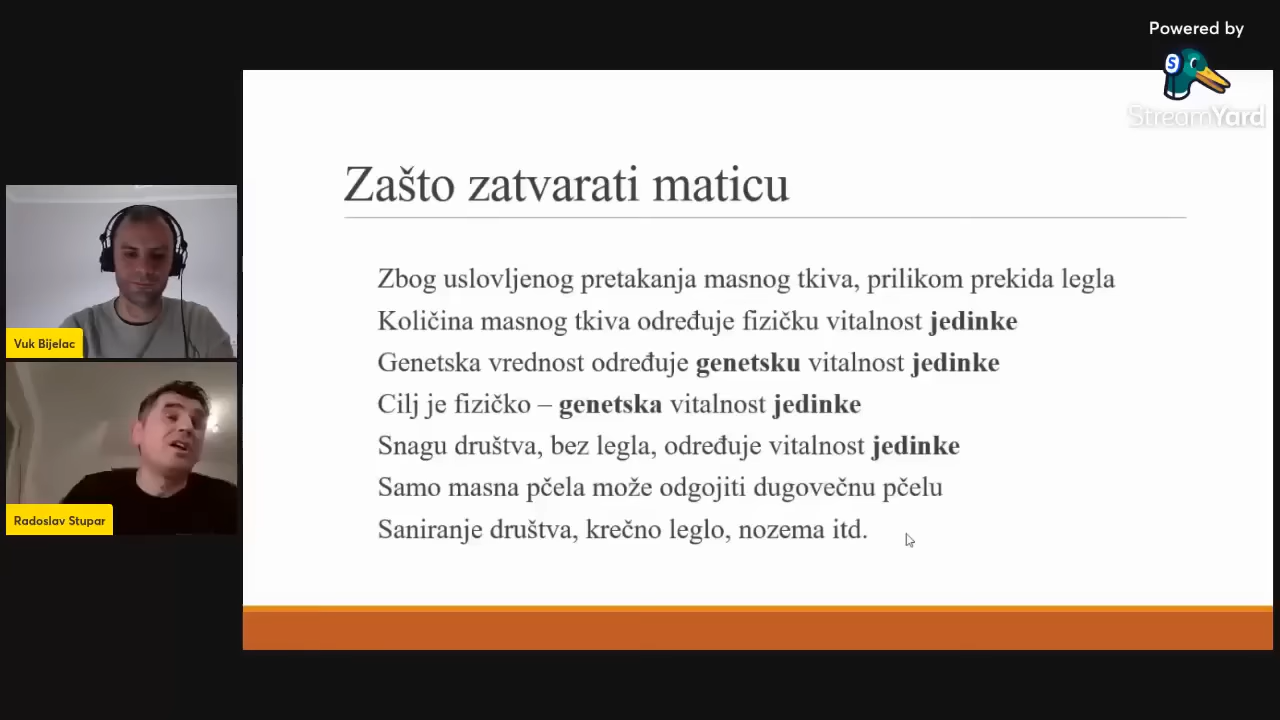 Powered by
StreamYard
Zašto zatvarati maticu
Zbog uslovljenog pretakanja masnog tkiva, prilikom prekida legla
Količina masnog tkiva određuje fizičku vitalnost jedinke
Genetska vrednost određuje genetsku vitalnost jedinke
Cilj je fizičko – genetska vitalnost jedinke
Snagu društva, bez legla, određuje vitalnost jedinke
Samo masna pčela može odgojiti dugovečnu pčelu
Saniranje društva, krečno leglo, nozema itd.
Vuk Bijelac
Radoslav Stupar